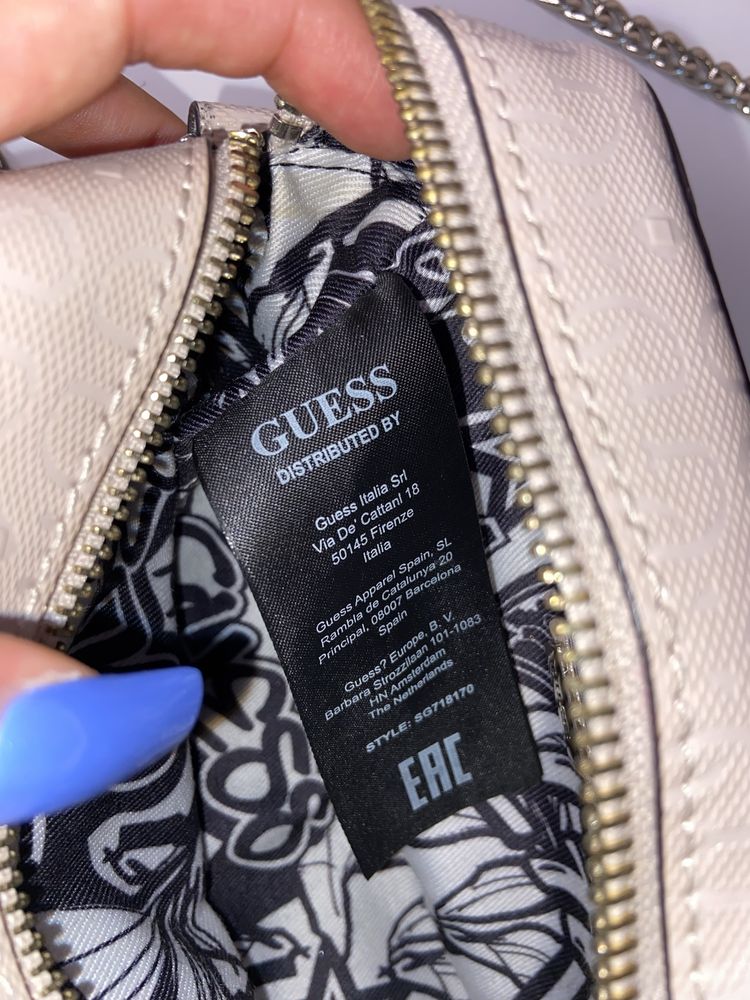 GUESS
DISTRIBUTED BY
Guess Italia Srl
Via De' Cattani 18
50145 Firenze
Italia
Guess Apparel Spain, SL
Rambla de Catalunya 20
Principal, 08007 Barcelona
Spain
Guess? Europe, B. V.
Barbara Strozzilaan 101-1083
HN Amsterdam
The Netherlands
STYLE: SG718170
EAC